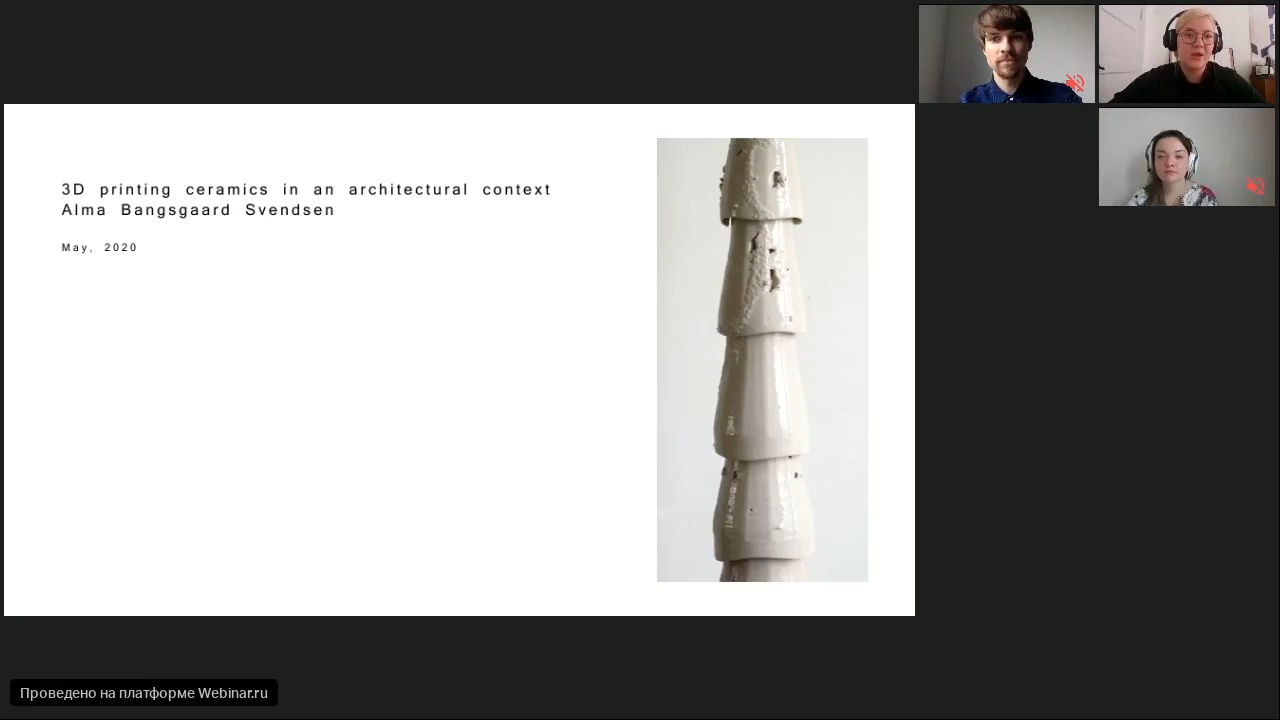 3D printing ceramics in an architectural context
Alma Bangsgaard Svendsen
May, 2020
Проведено на платформе Webinar.ru